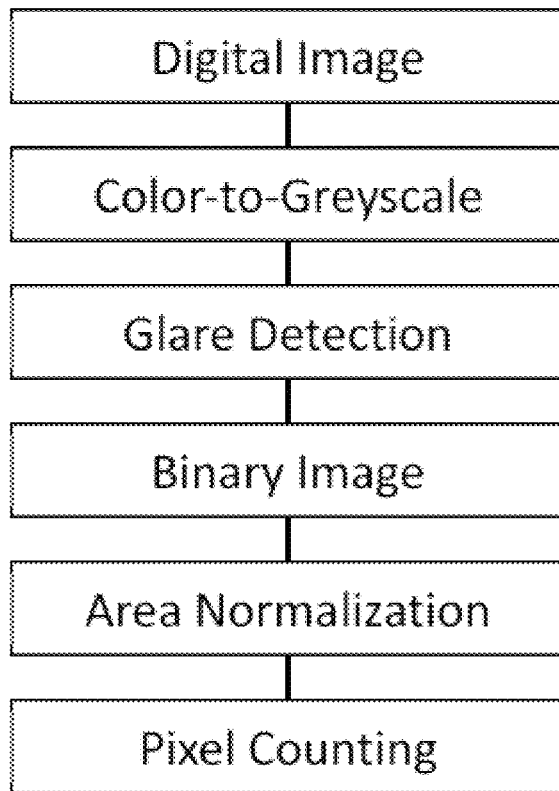 Digital Image
Color-to-Greyscale
Glare Detection
Binary Image
Area Normalization
Pixel Counting